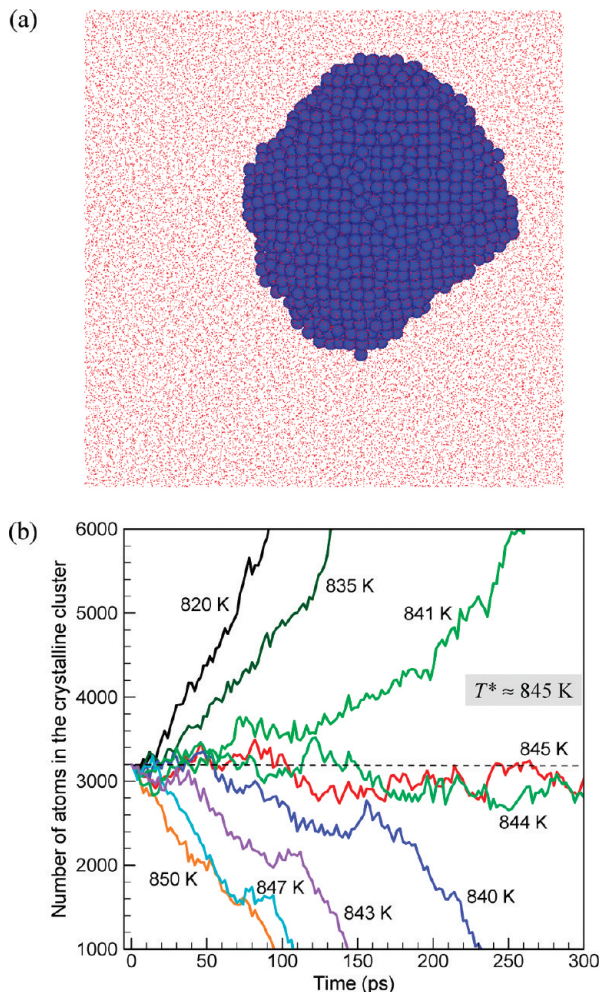 (a)
(b)
6000
5000
4000
3000
2000
1000
Number of atoms in the crystalline cluster
820 K
835 K
841 K
T* ≈ 845 K
845 K
844 K
850 K
847 K
843 K
840 K
0 50 100 150 200 250 300
Time (ps)